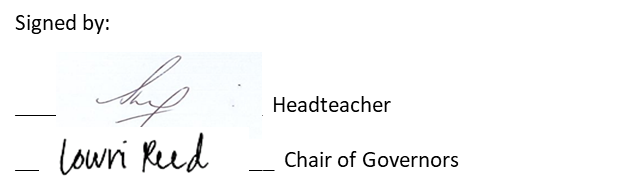 Signed by:
Headteacher
Lowri Reed Chair of Governors